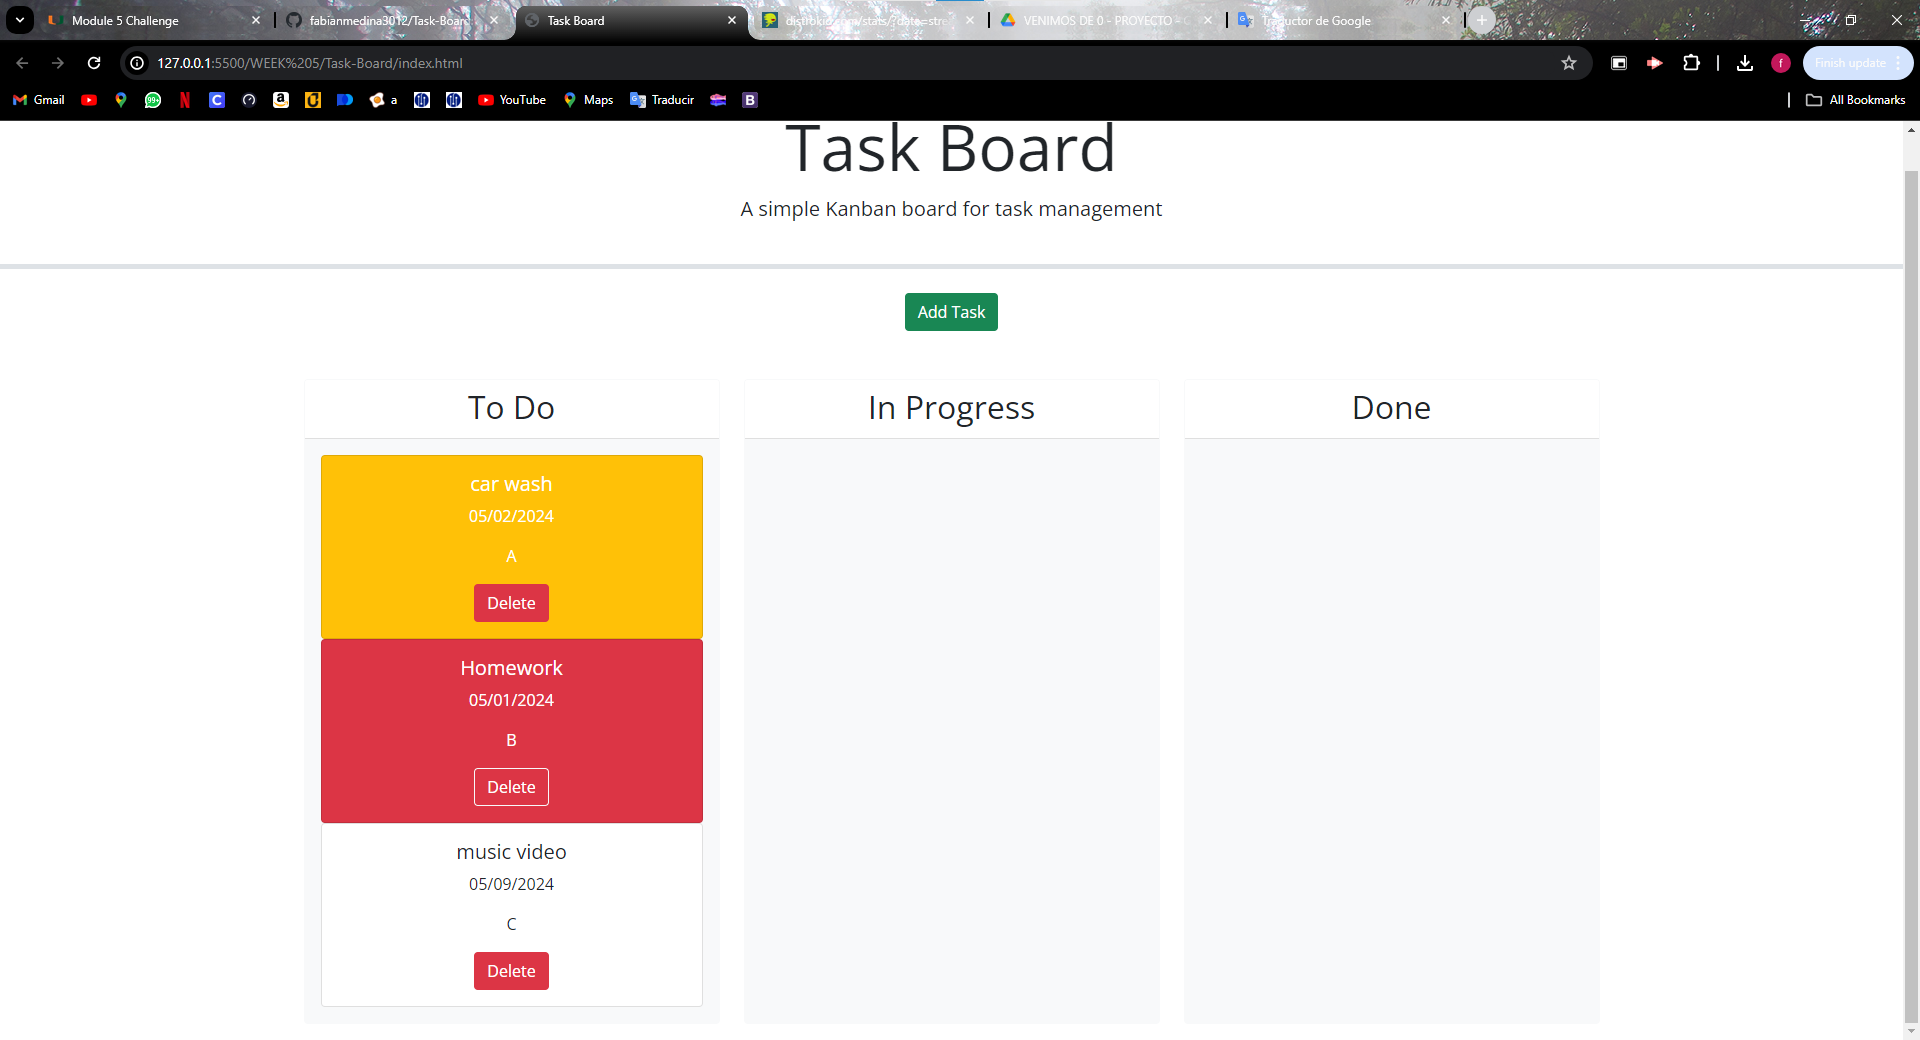 Module 5 Challenge
fabianmedina3012/Task-Board
Task Board
distrokid.com/stats/?date=stre
VENIMOS DE 0 - PROYECTO - C
Traductor de Google
127.0.0.1:5500/WEEK%205/Task-Board/index.html
f
Finish update
Gmail
99+
N
C
a
a
YouTube
Maps
Traducir
B
All Bookmarks
Task Board
A simple Kanban board for task management
Add Task
To Do
In Progress
Done
car wash
05/02/2024
A
Delete
Homework
05/01/2024
B
Delete
music video
05/09/2024
C
Delete